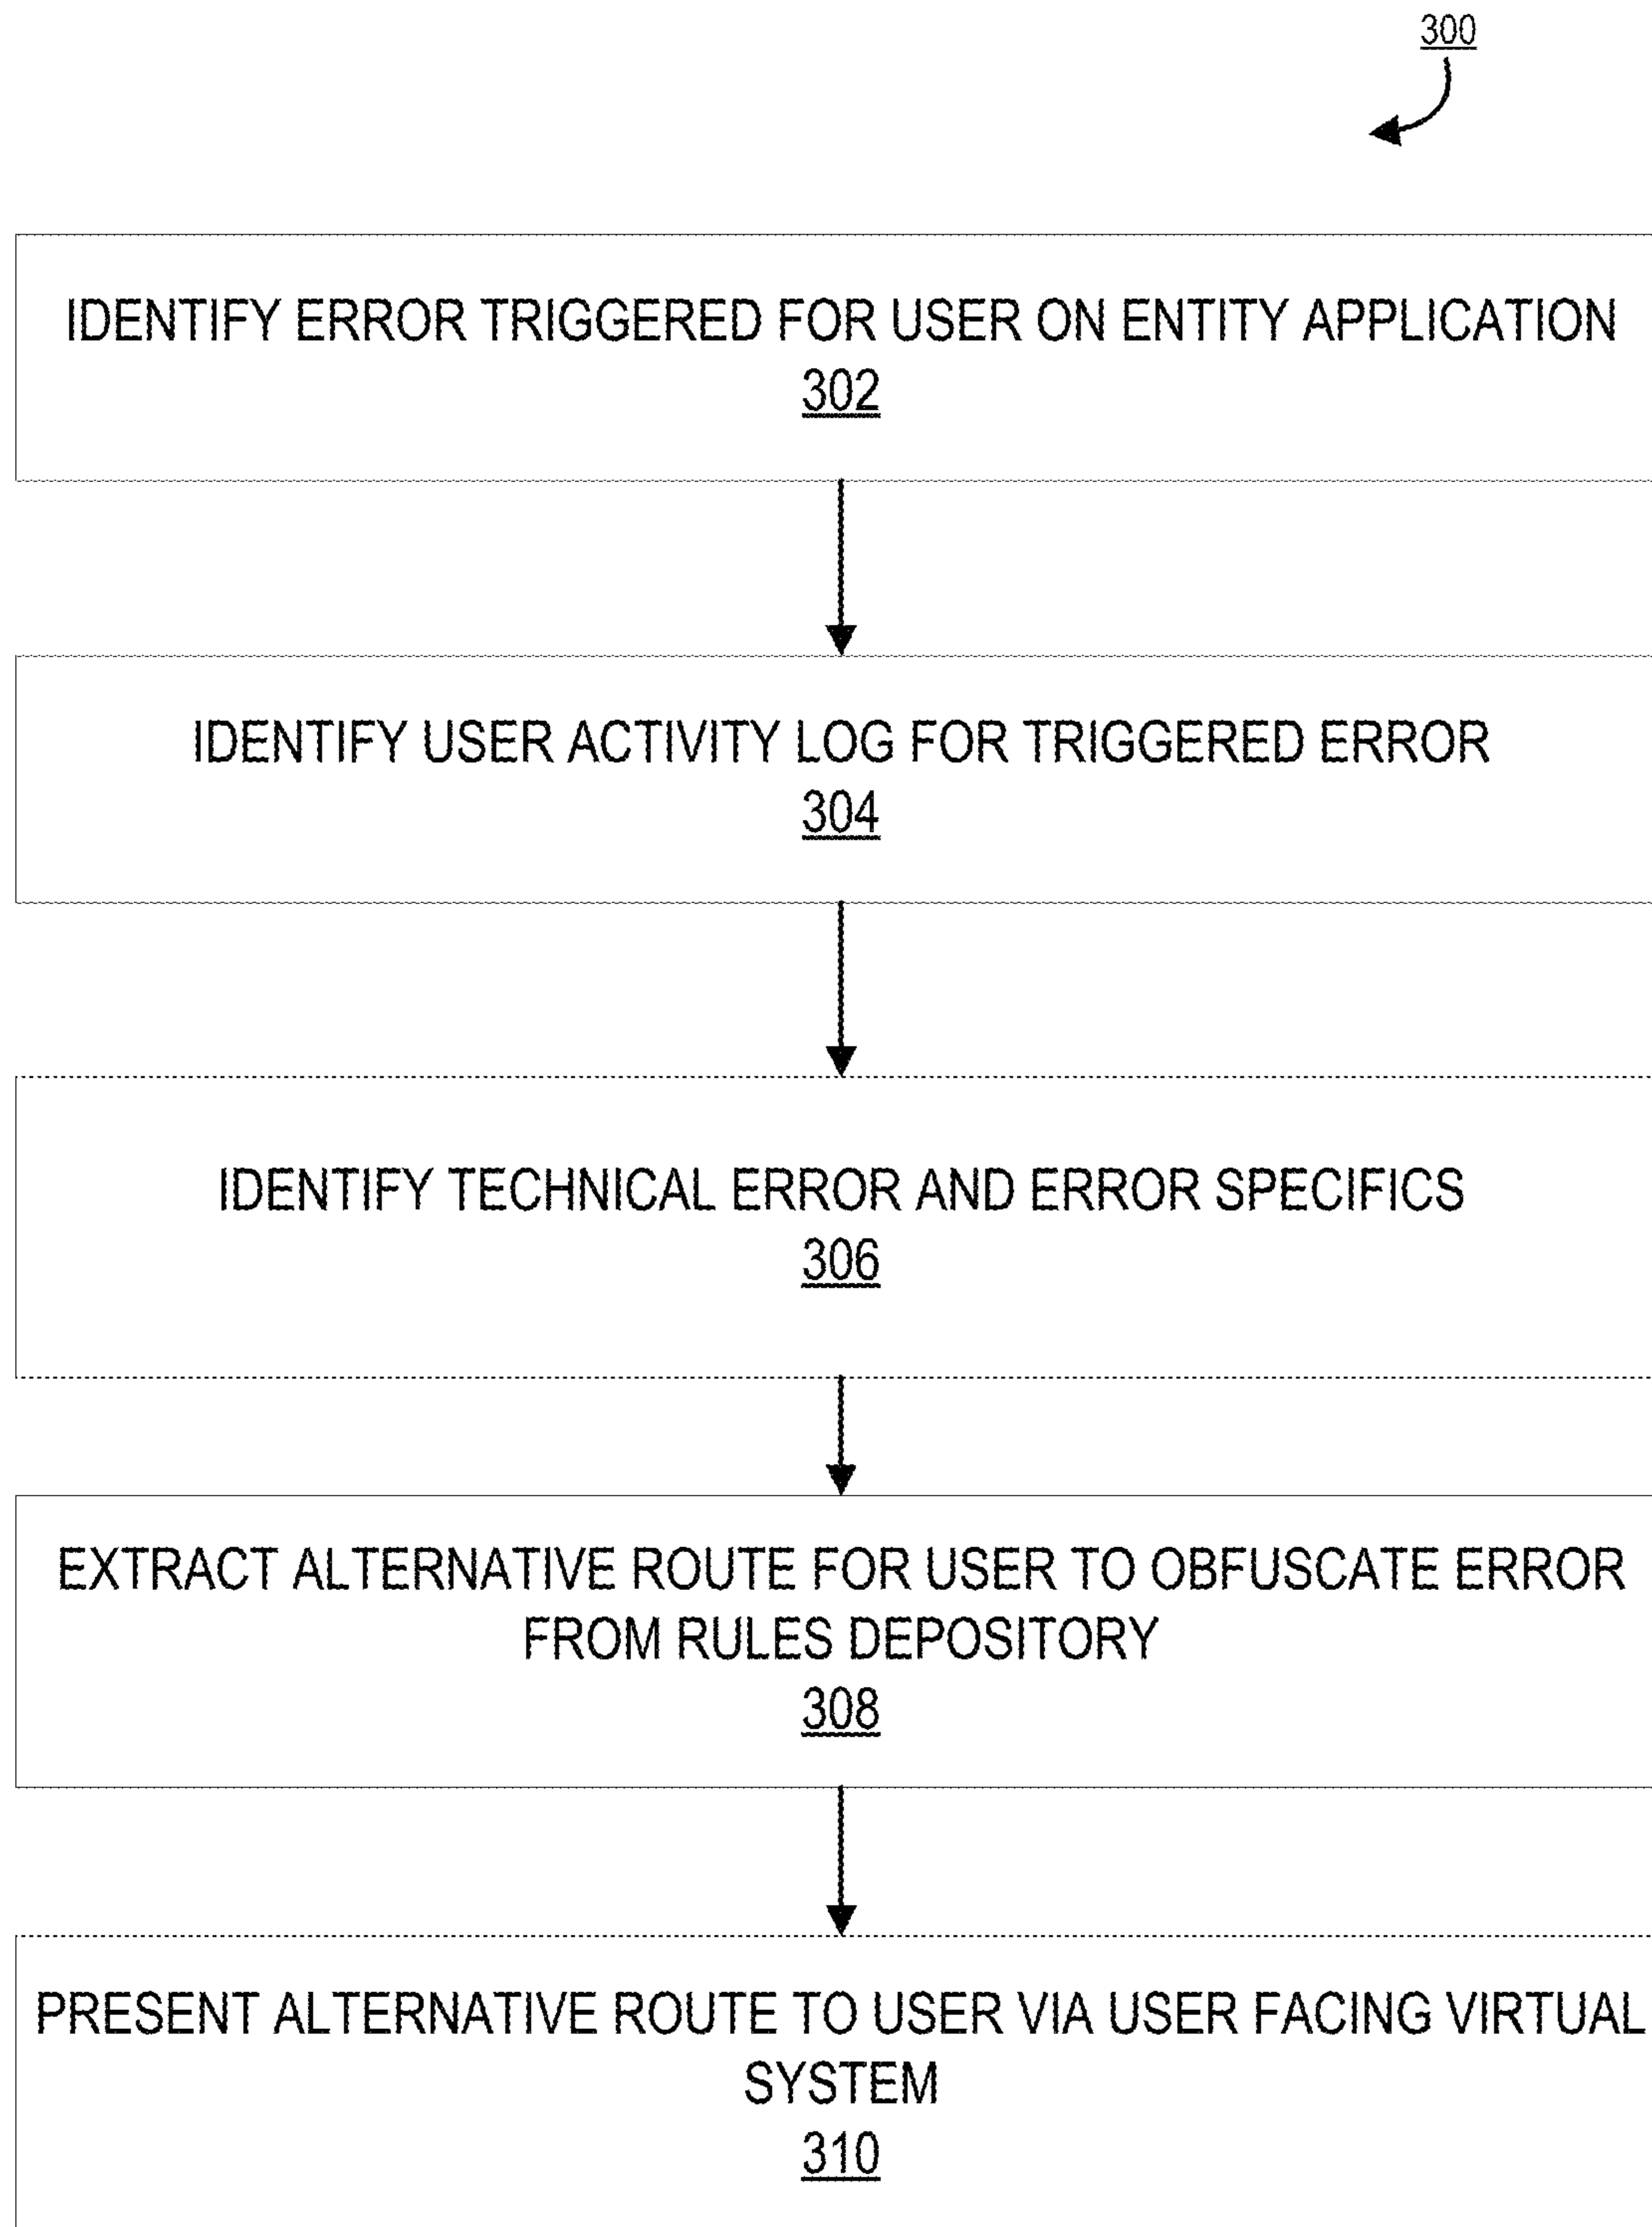 300
IDENTIFY ERROR TRIGGERED FOR USER ON ENTITY APPLICATION
302
IDENTIFY USER ACTIVITY LOG FOR TRIGGERED ERROR
304
IDENTIFY TECHNICAL ERROR AND ERROR SPECIFICS
306
EXTRACT ALTERNATIVE ROUTE FOR USER TO OBFUSCATE ERROR
FROM RULES DEPOSITORY
308
PRESENT ALTERNATIVE ROUTE TO USER VIA USER FACING VIRTUAL
SYSTEM
310